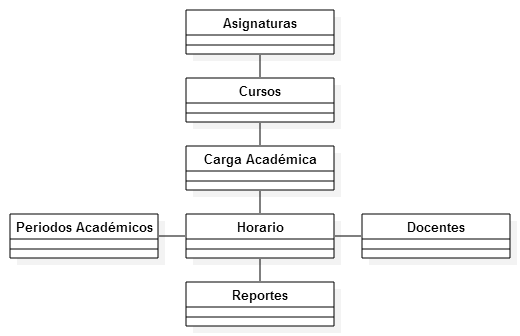 Asignaturas
Cursos
Carga Académica
Periodos Académicos
Horario
Docentes
Reportes